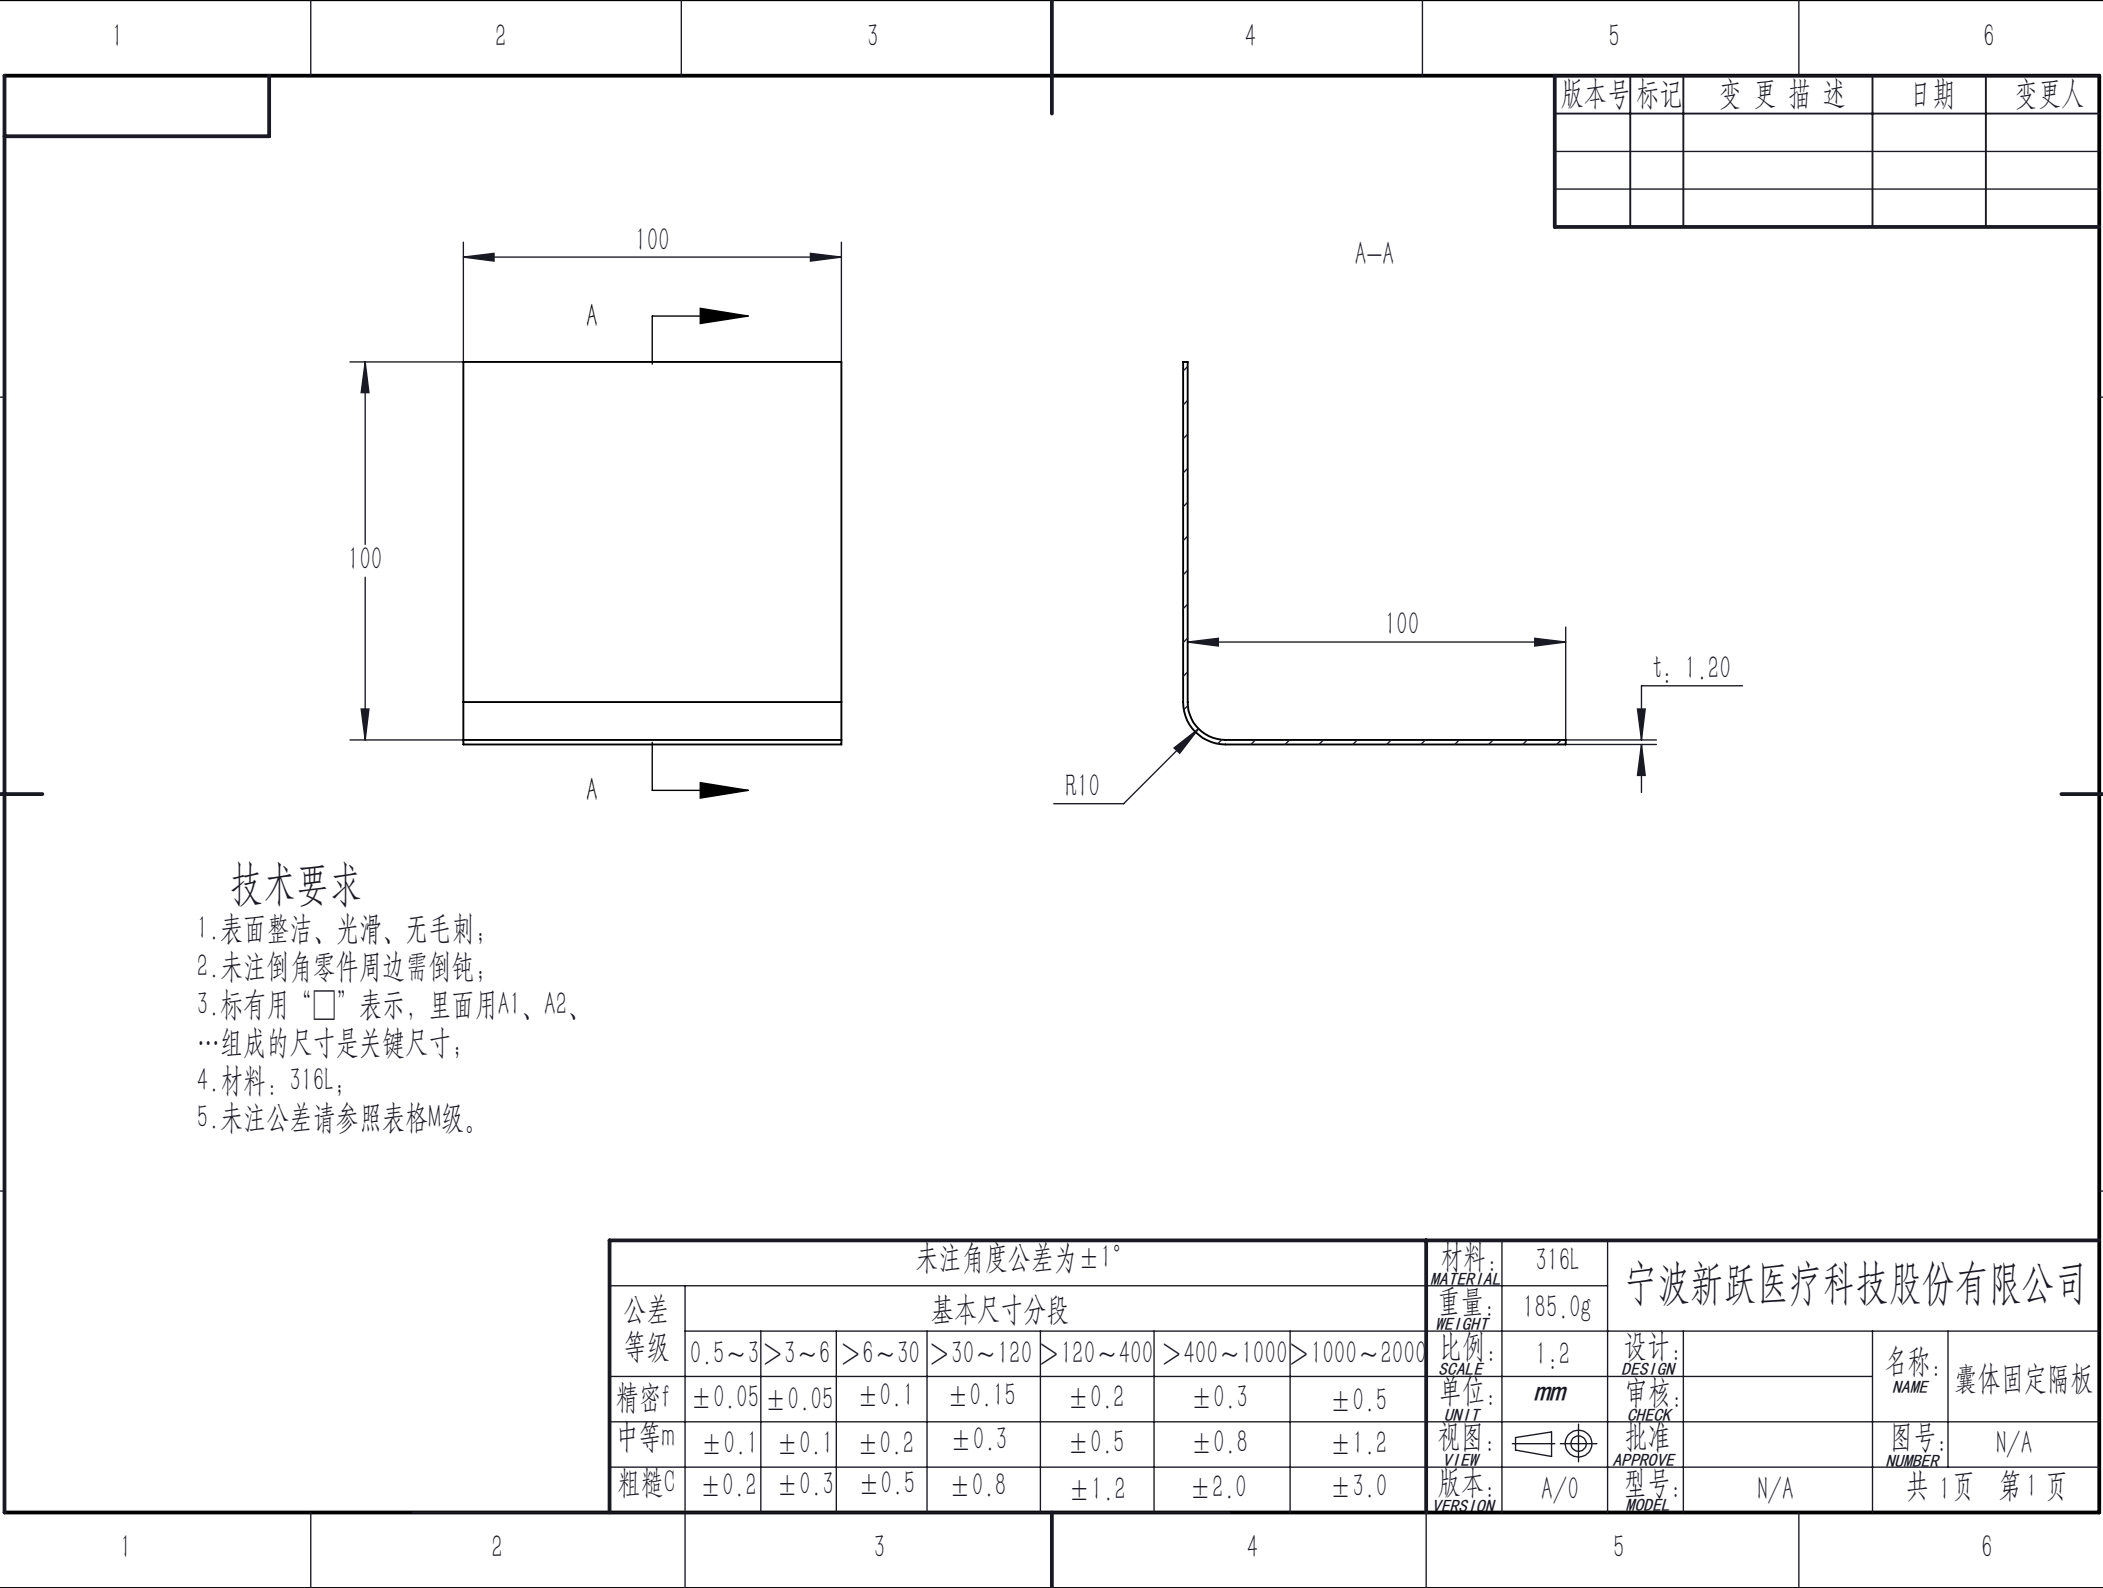 1 2 3 4 5 6
版本号 标记 变更描述 日期 变更人
100
A
100
A
A-A
100
t: 1.20
R10
技术要求
1.表面整洁、光滑、无毛刺;
2.未注倒角零件周边需倒钝;
3.标有用“□”表示, 里面用A1、A2、
…组成的尺寸是关键尺寸;
4.材料: 316L;
5.未注公差请参照表格M级。
未注角度公差为±1°
公差等级 基本尺寸分段
0.5~3 >3~6 >6~30 >30~120 >120~400 >400~1000 >1000~2000
精密f ±0.05 ±0.05 ±0.1 ±0.15 ±0.2 ±0.3 ±0.5
中等m ±0.1 ±0.1 ±0.2 ±0.3 ±0.5 ±0.8 ±1.2
粗糙C ±0.2 ±0.3 ±0.5 ±0.8 ±1.2 ±2.0 ±3.0
材料: MATERIAL 316L
重量: WEIGHT 185.0g
比例: SCALE 1:2
单位: UNIT mm
视图: VIEW
版本: VERSION A/0
宁波新跃医疗科技股份有限公司
设计: DESIGN
审核: CHECK
批准 APPROVE
型号: MODEL N/A
名称: NAME 囊体固定隔板
图号: NUMBER N/A
共1页 第1页
1 2 3 4 5 6